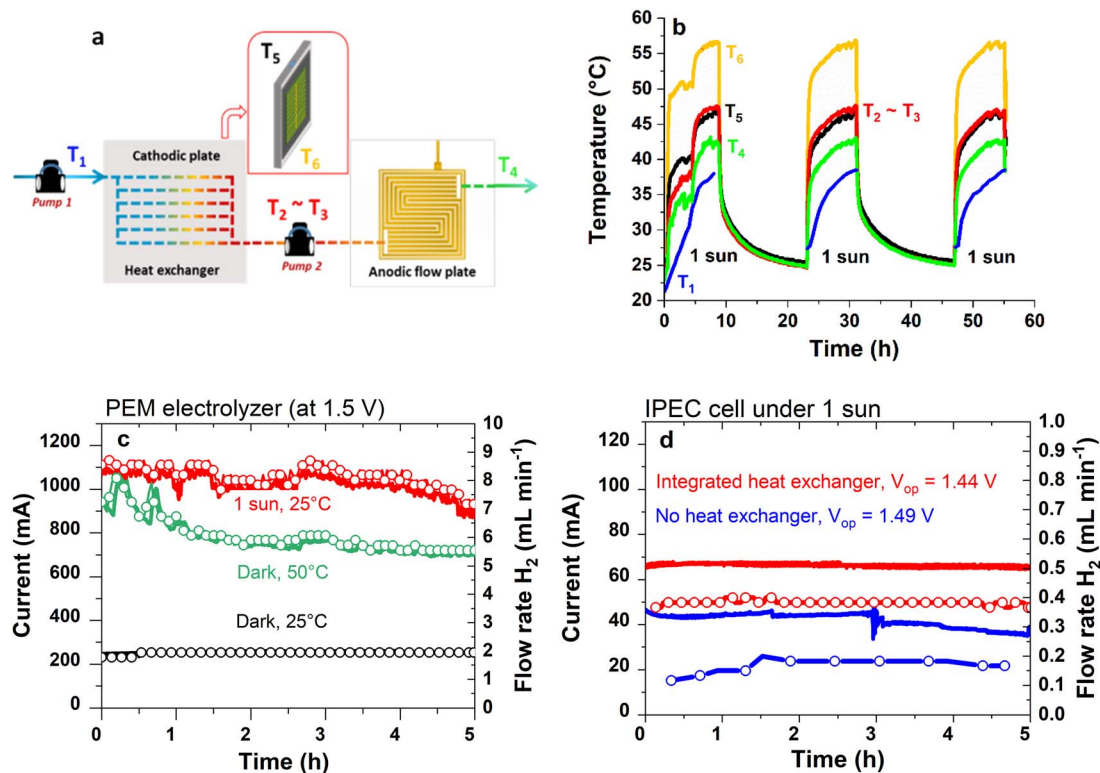 a
T5
T1
Cathodic plate
T6
T4
Pump 1
T2 ~ T3
Heat exchanger
Pump 2
Anodic flow plate
b
Temperature (°C)
60
55
50
45
40
35
30
25
20
T6
T5
T2 ~ T3
T4
1 sun
1 sun
T1
0 10 20 30 40 50 60
Time (h)
PEM electrolyzer (at 1.5 V)
c
Current (mA)
1200
1000
800
600
400
200
0
1 sun, 25°C
Dark, 50°C
Dark, 25°C
10
9
8
7
6
5
4
3
2
1
0
Flow rate H2 (mL min-1)
0 1 2 3 4 5
Time (h)
IPEC cell under 1 sun
d
Current (mA)
120
100
80
60
40
20
0
Integrated heat exchanger, Vop = 1.44 V
No heat exchanger, Vop = 1.49 V
1.0
0.9
0.8
0.7
0.6
0.5
0.4
0.3
0.2
0.1
0.0
Flow rate H2 (mL min-1)
0 1 2 3 4 5
Time (h)